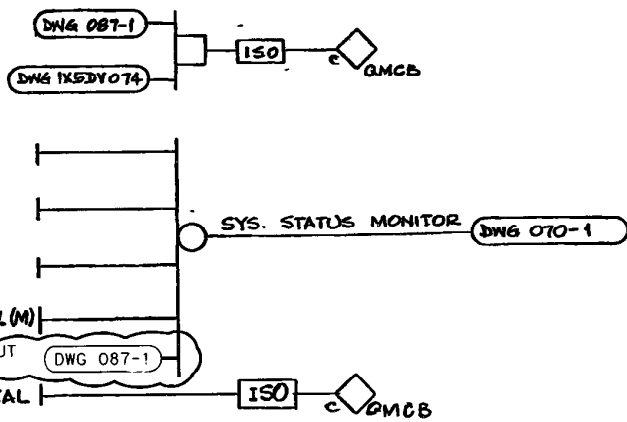 DWG 087-1
ISO
C
QMCB
DWG 1X5DV074
SYS. STATUS MONITOR
DWG 070-1
L(M)
UT
DWG 087-1
TAL
ISO
C
QMCB